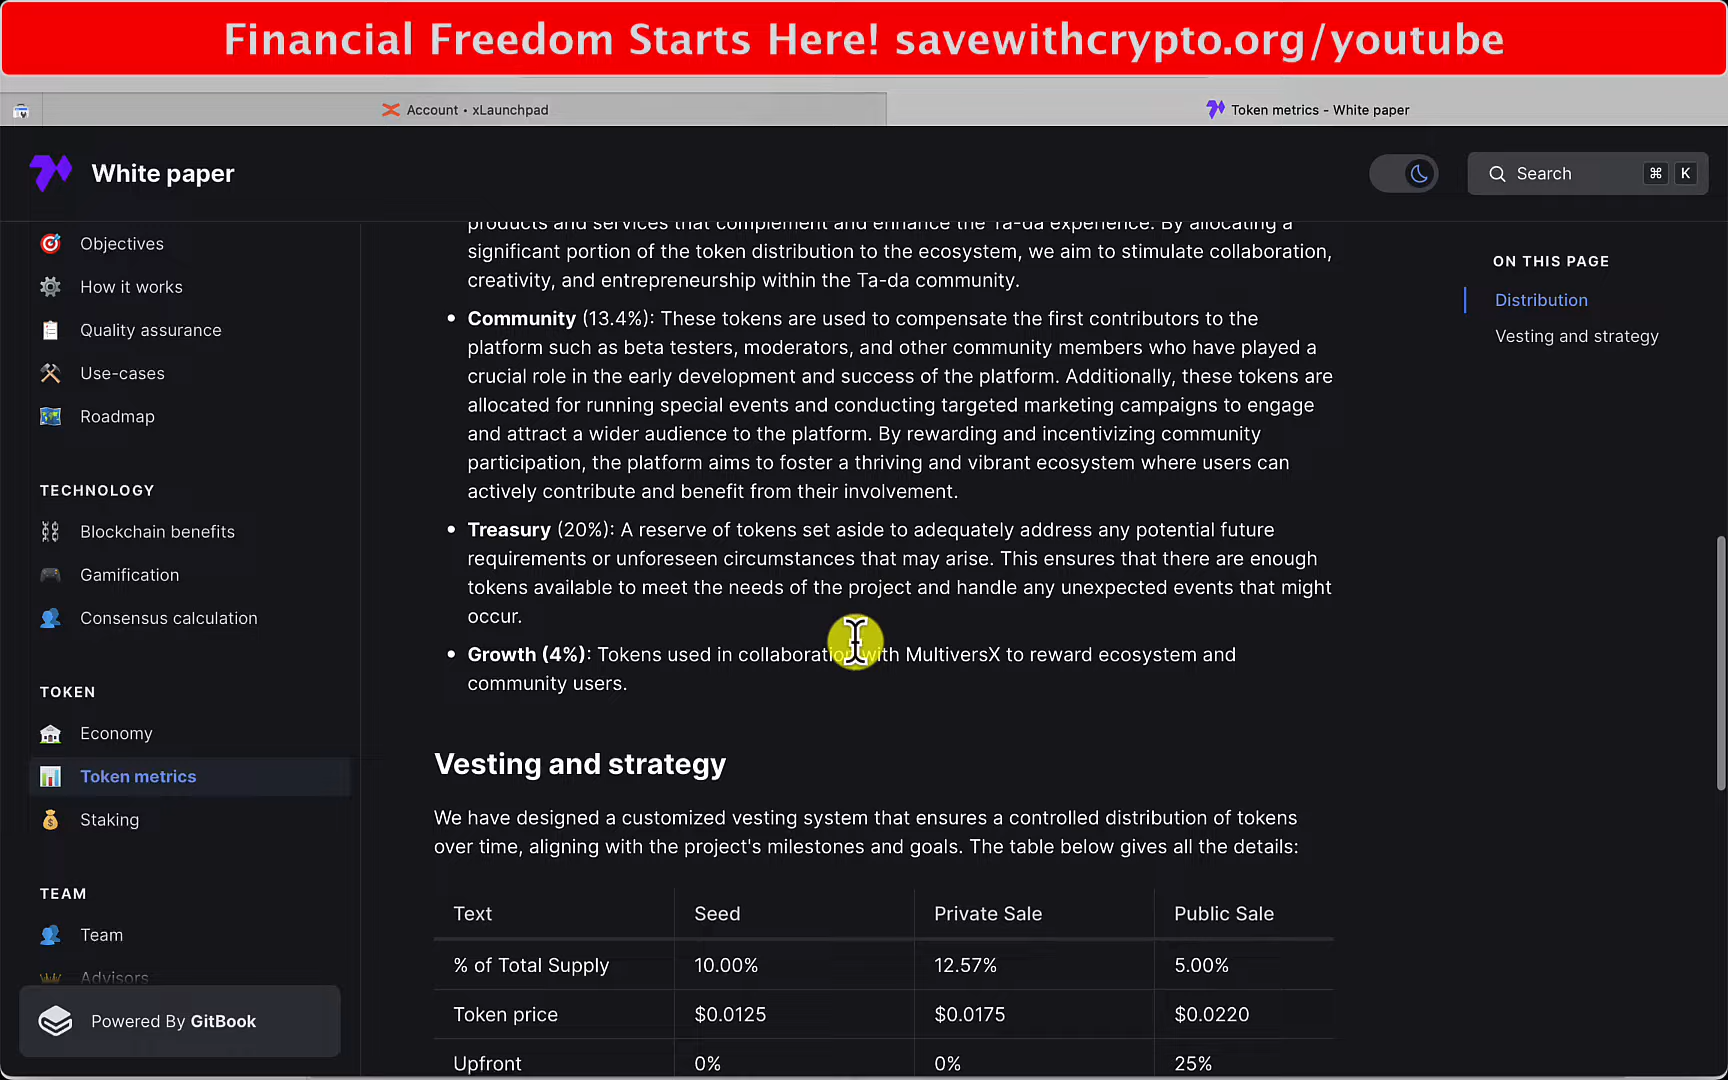 Financial Freedom Starts Here! savewithcrypto.org/youtube
Account • xLaunchpad
Token metrics - White paper
White paper
Search
⌘ K
Objectives
How it works
Quality assurance
Use-cases
Roadmap
TECHNOLOGY
Blockchain benefits
Gamification
Consensus calculation
TOKEN
Economy
Token metrics
Staking
TEAM
Team
Advisors
Powered By GitBook
products and services that complement and enhance the Ta-da experience. By allocating a
significant portion of the token distribution to the ecosystem, we aim to stimulate collaboration,
creativity, and entrepreneurship within the Ta-da community.
• Community (13.4%): These tokens are used to compensate the first contributors to the
platform such as beta testers, moderators, and other community members who have played a
crucial role in the early development and success of the platform. Additionally, these tokens are
allocated for running special events and conducting targeted marketing campaigns to engage
and attract a wider audience to the platform. By rewarding and incentivizing community
participation, the platform aims to foster a thriving and vibrant ecosystem where users can
actively contribute and benefit from their involvement.
• Treasury (20%): A reserve of tokens set aside to adequately address any potential future
requirements or unforeseen circumstances that may arise. This ensures that there are enough
tokens available to meet the needs of the project and handle any unexpected events that might
occur.
• Growth (4%): Tokens used in collaboration with MultiversX to reward ecosystem and
community users.
Vesting and strategy
We have designed a customized vesting system that ensures a controlled distribution of tokens
over time, aligning with the project's milestones and goals. The table below gives all the details:
Text Seed Private Sale Public Sale
% of Total Supply 10.00% 12.57% 5.00%
Token price $0.0125 $0.0175 $0.0220
Upfront 0% 0% 25%
ON THIS PAGE
Distribution
Vesting and strategy